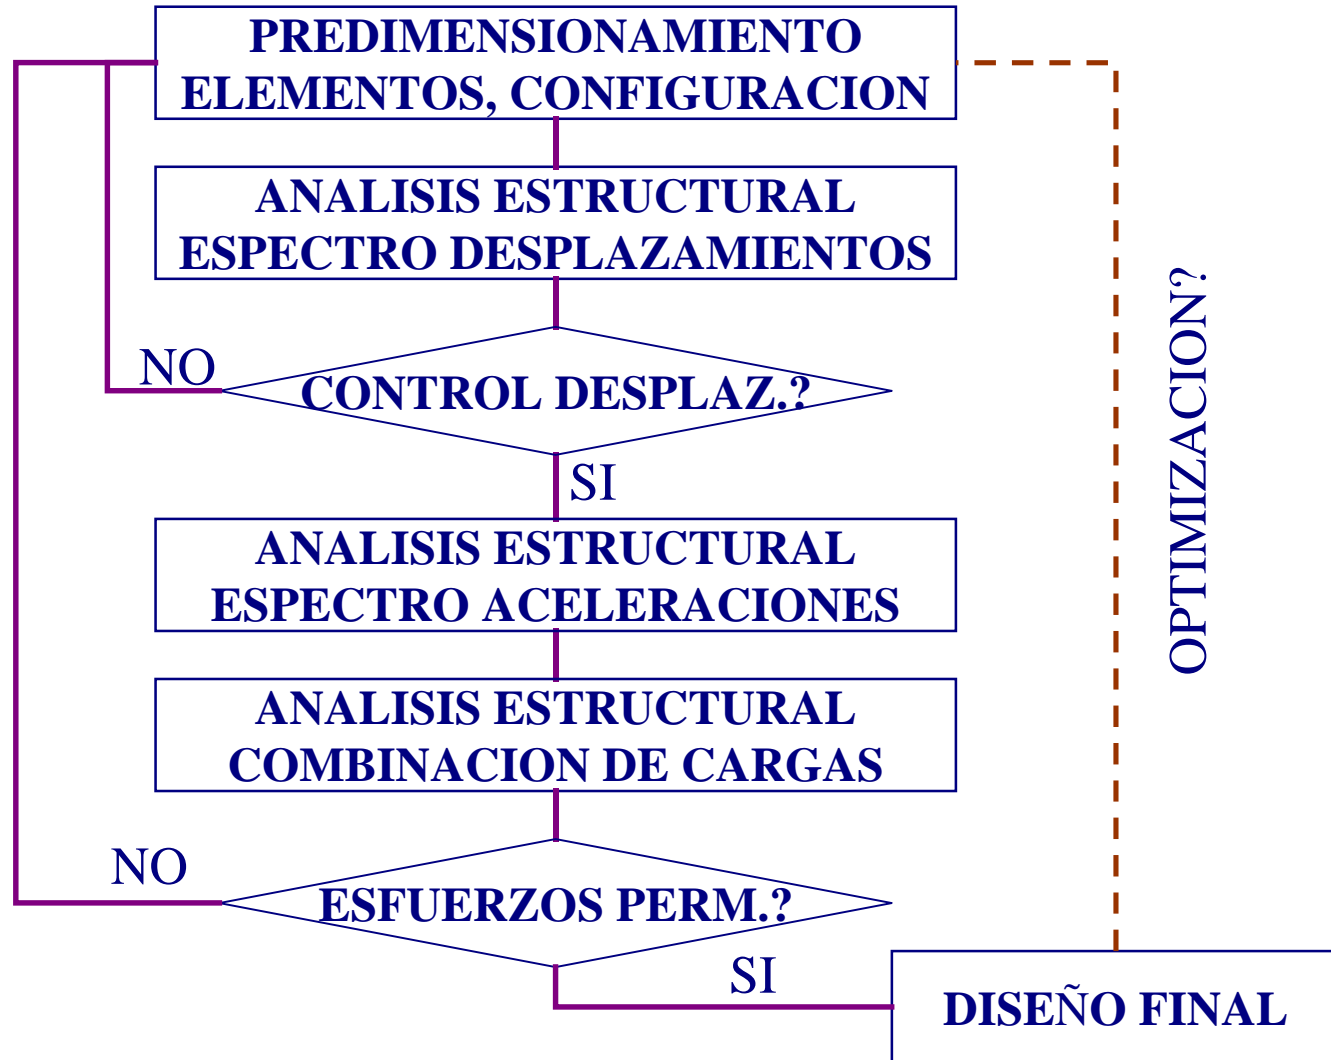 PREDIMENSIONAMIENTO
ELEMENTOS, CONFIGURACION
ANALISIS ESTRUCTURAL
ESPECTRO DESPLAZAMIENTOS
NO
CONTROL DESPLAZ.?
SI
ANALISIS ESTRUCTURAL
ESPECTRO ACELERACIONES
ANALISIS ESTRUCTURAL
COMBINACION DE CARGAS
NO
ESFUERZOS PERM.?
SI
DISEÑO FINAL
OPTIMIZACION?